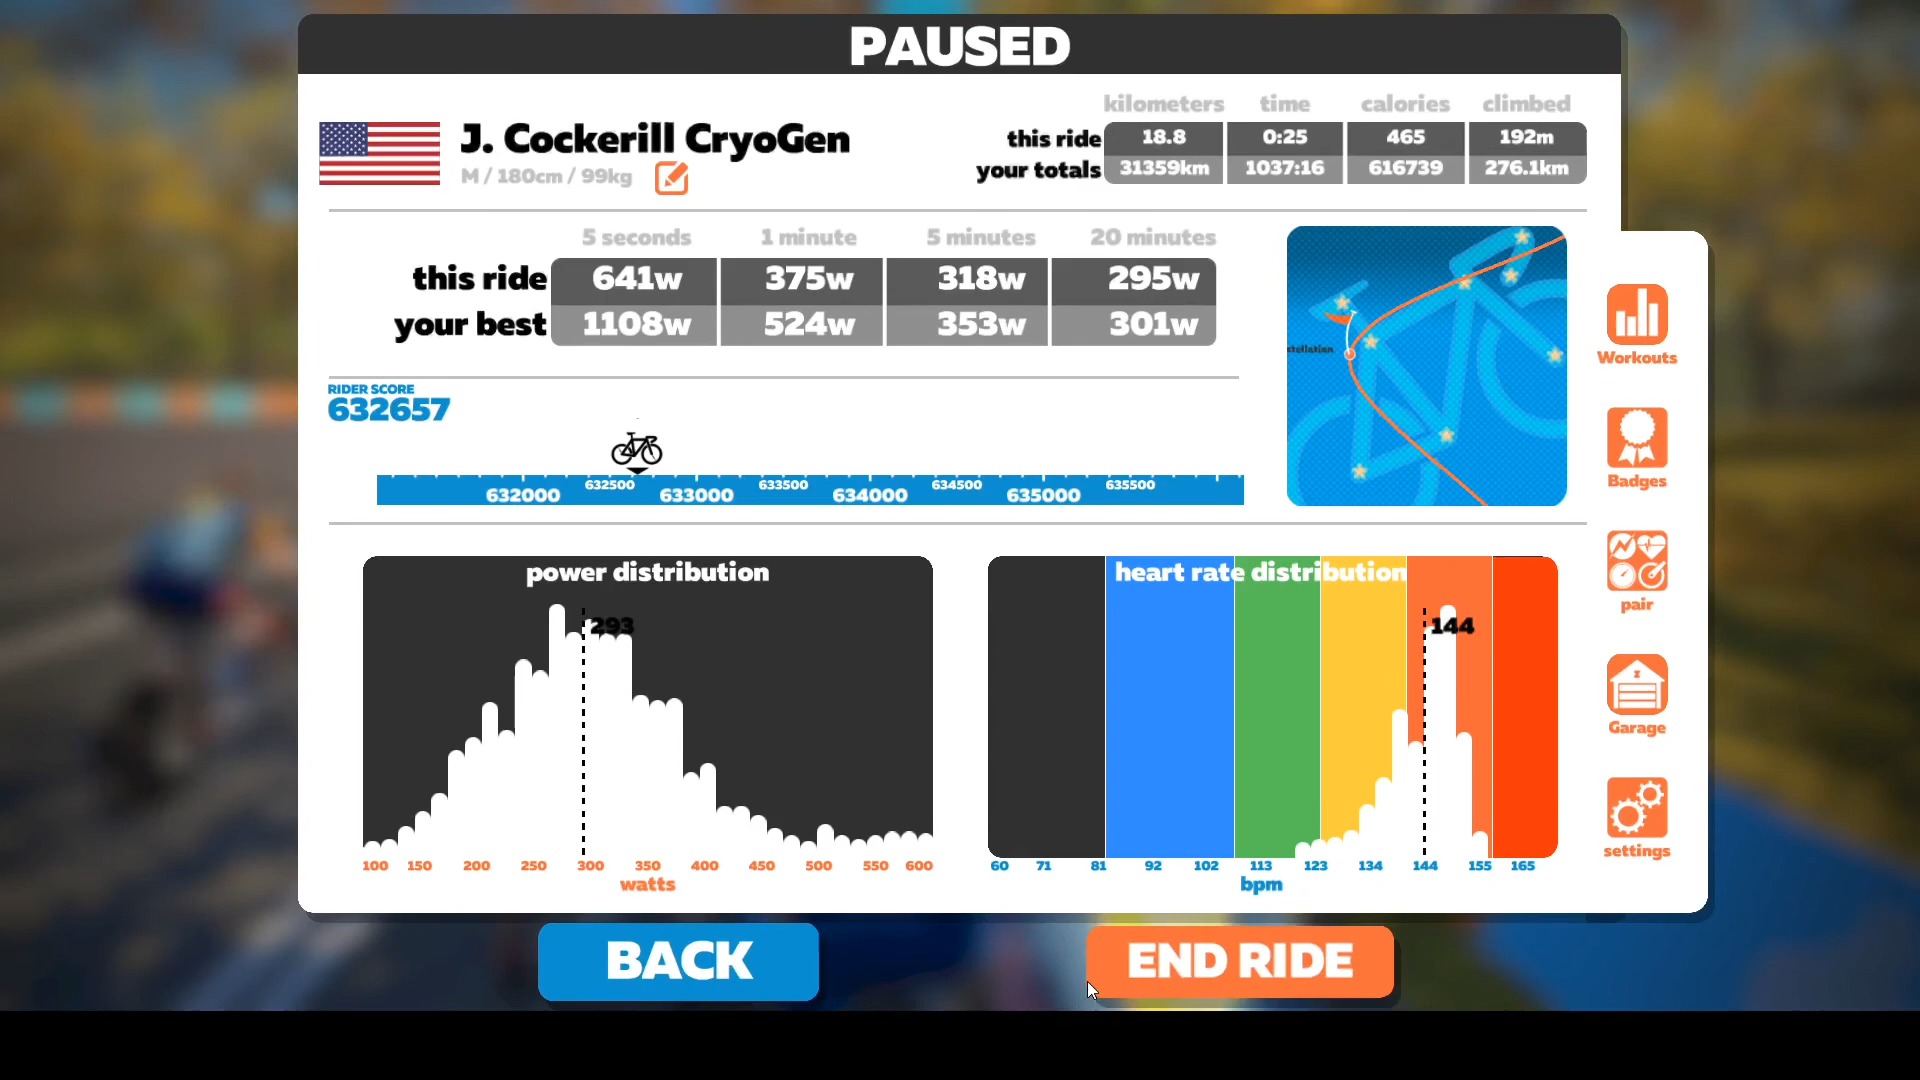 PAUSED
J. Cockerill CryoGen
M / 180cm / 99kg
kilometers time calories climbed
this ride 18.8 0:25 465 192m
your totals 31359km 1037:16 616739 276.1km
5 seconds 1 minute 5 minutes 20 minutes
this ride 641w 375w 318w 295w
your best 1108w 524w 353w 301w
RIDER SCORE
632657
632000 632500 633000 633500 634000 634500 635000 635500
stellation
Workouts
Badges
pair
Garage
settings
power distribution
293
100 150 200 250 300 350 400 450 500 550 600
watts
heart rate distribution
144
60 71 81 92 102 113 123 134 144 155 165
bpm
BACK
END RIDE